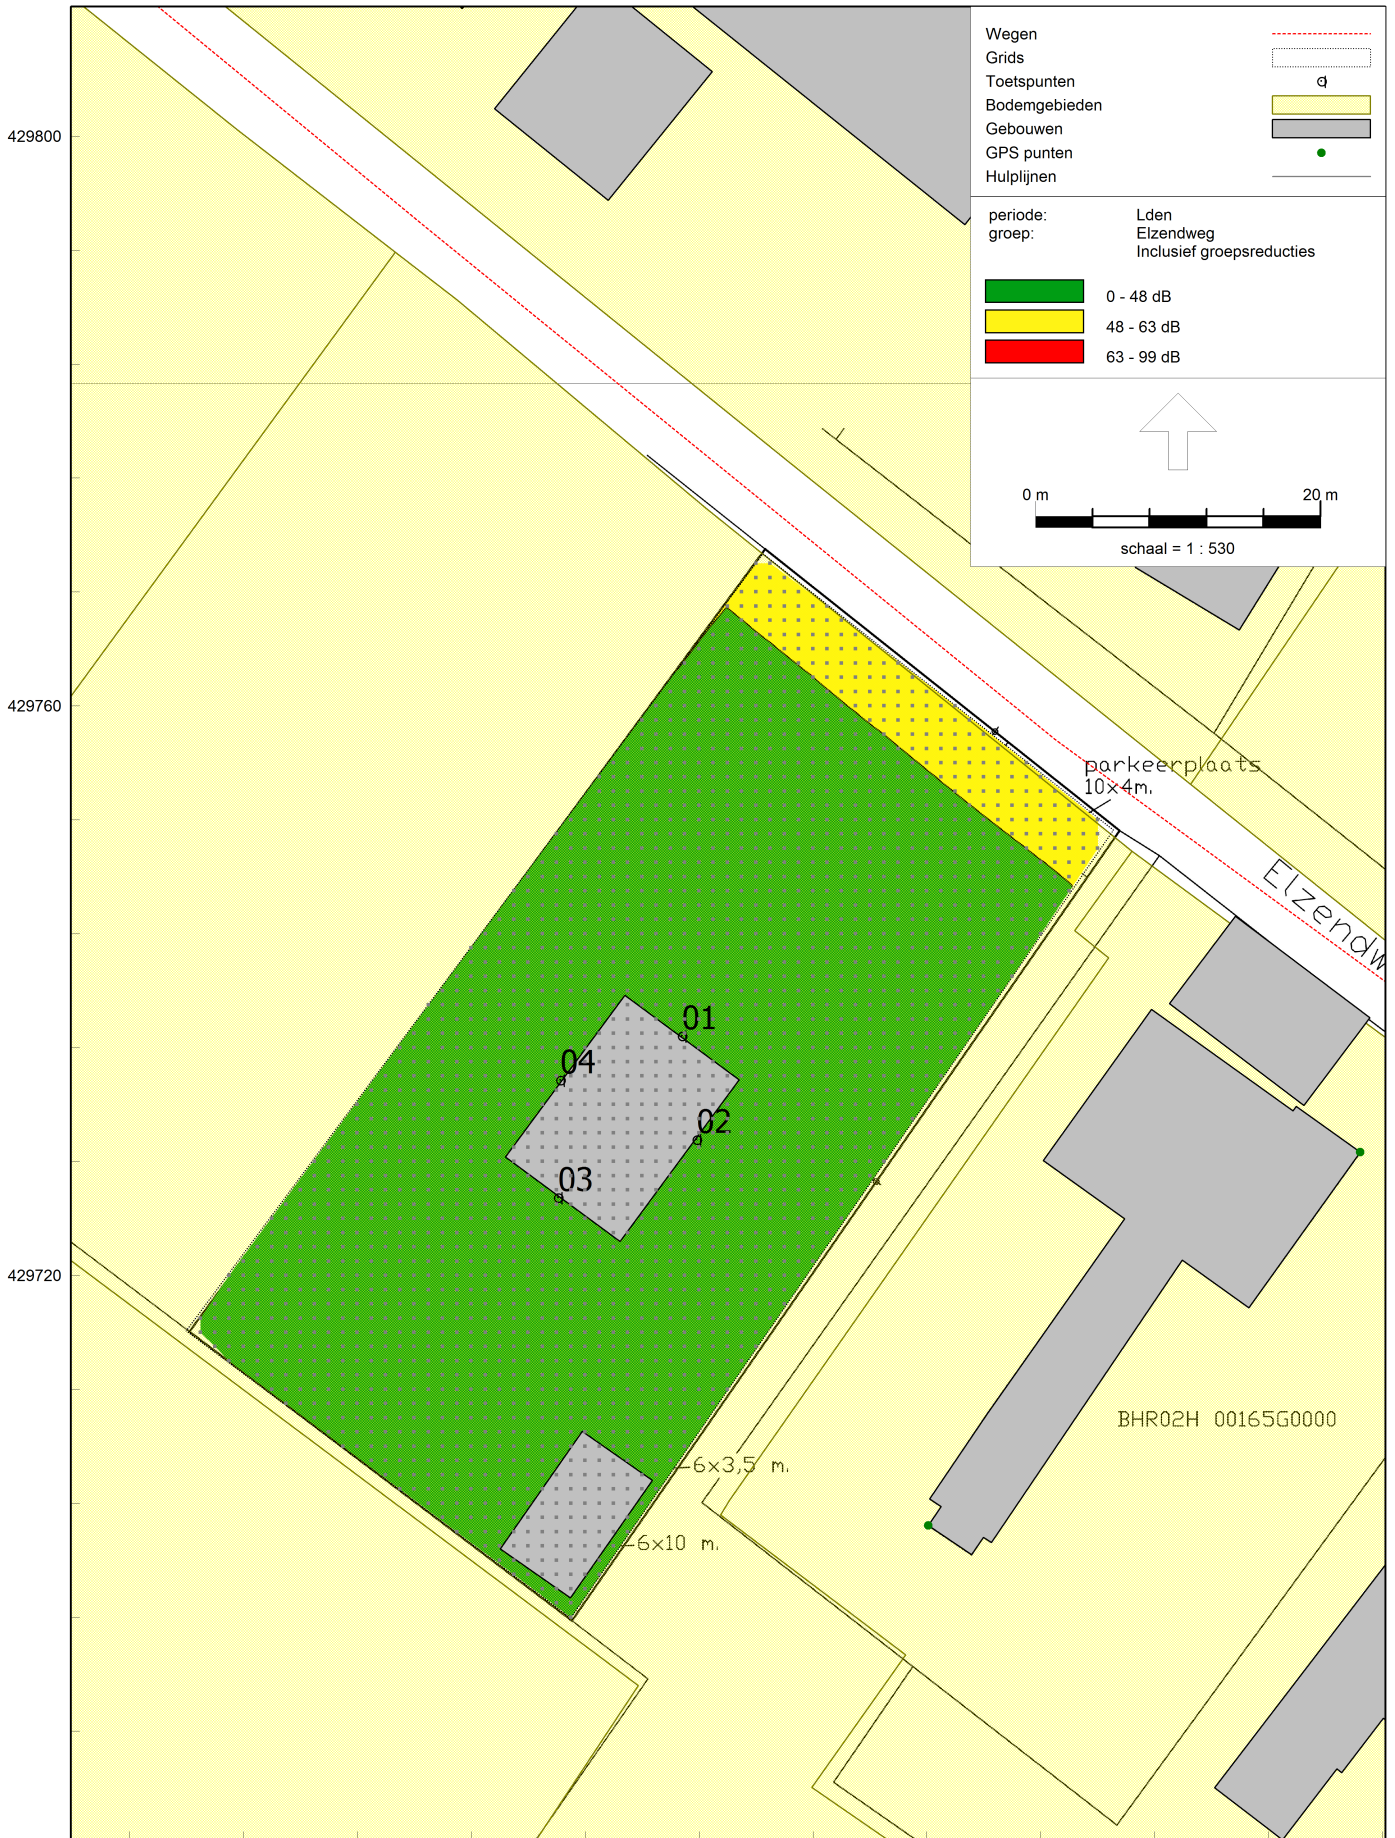 Wegen
Grids
Toetspunten
Bodemgebieden
Gebouwen
GPS punten
Hulplijnen
periode: Lden
groep: Elzendweg
Inclusief groepsreducties
0 - 48 dB
48 - 63 dB
63 - 99 dB
0 m 20 m
schaal = 1 : 530
429800
429760
parkeerplaats
10x4m.
Elzendw
01
04
02
03
429720
BHR02H 00165G0000
6x3,5 m.
6x10 m.